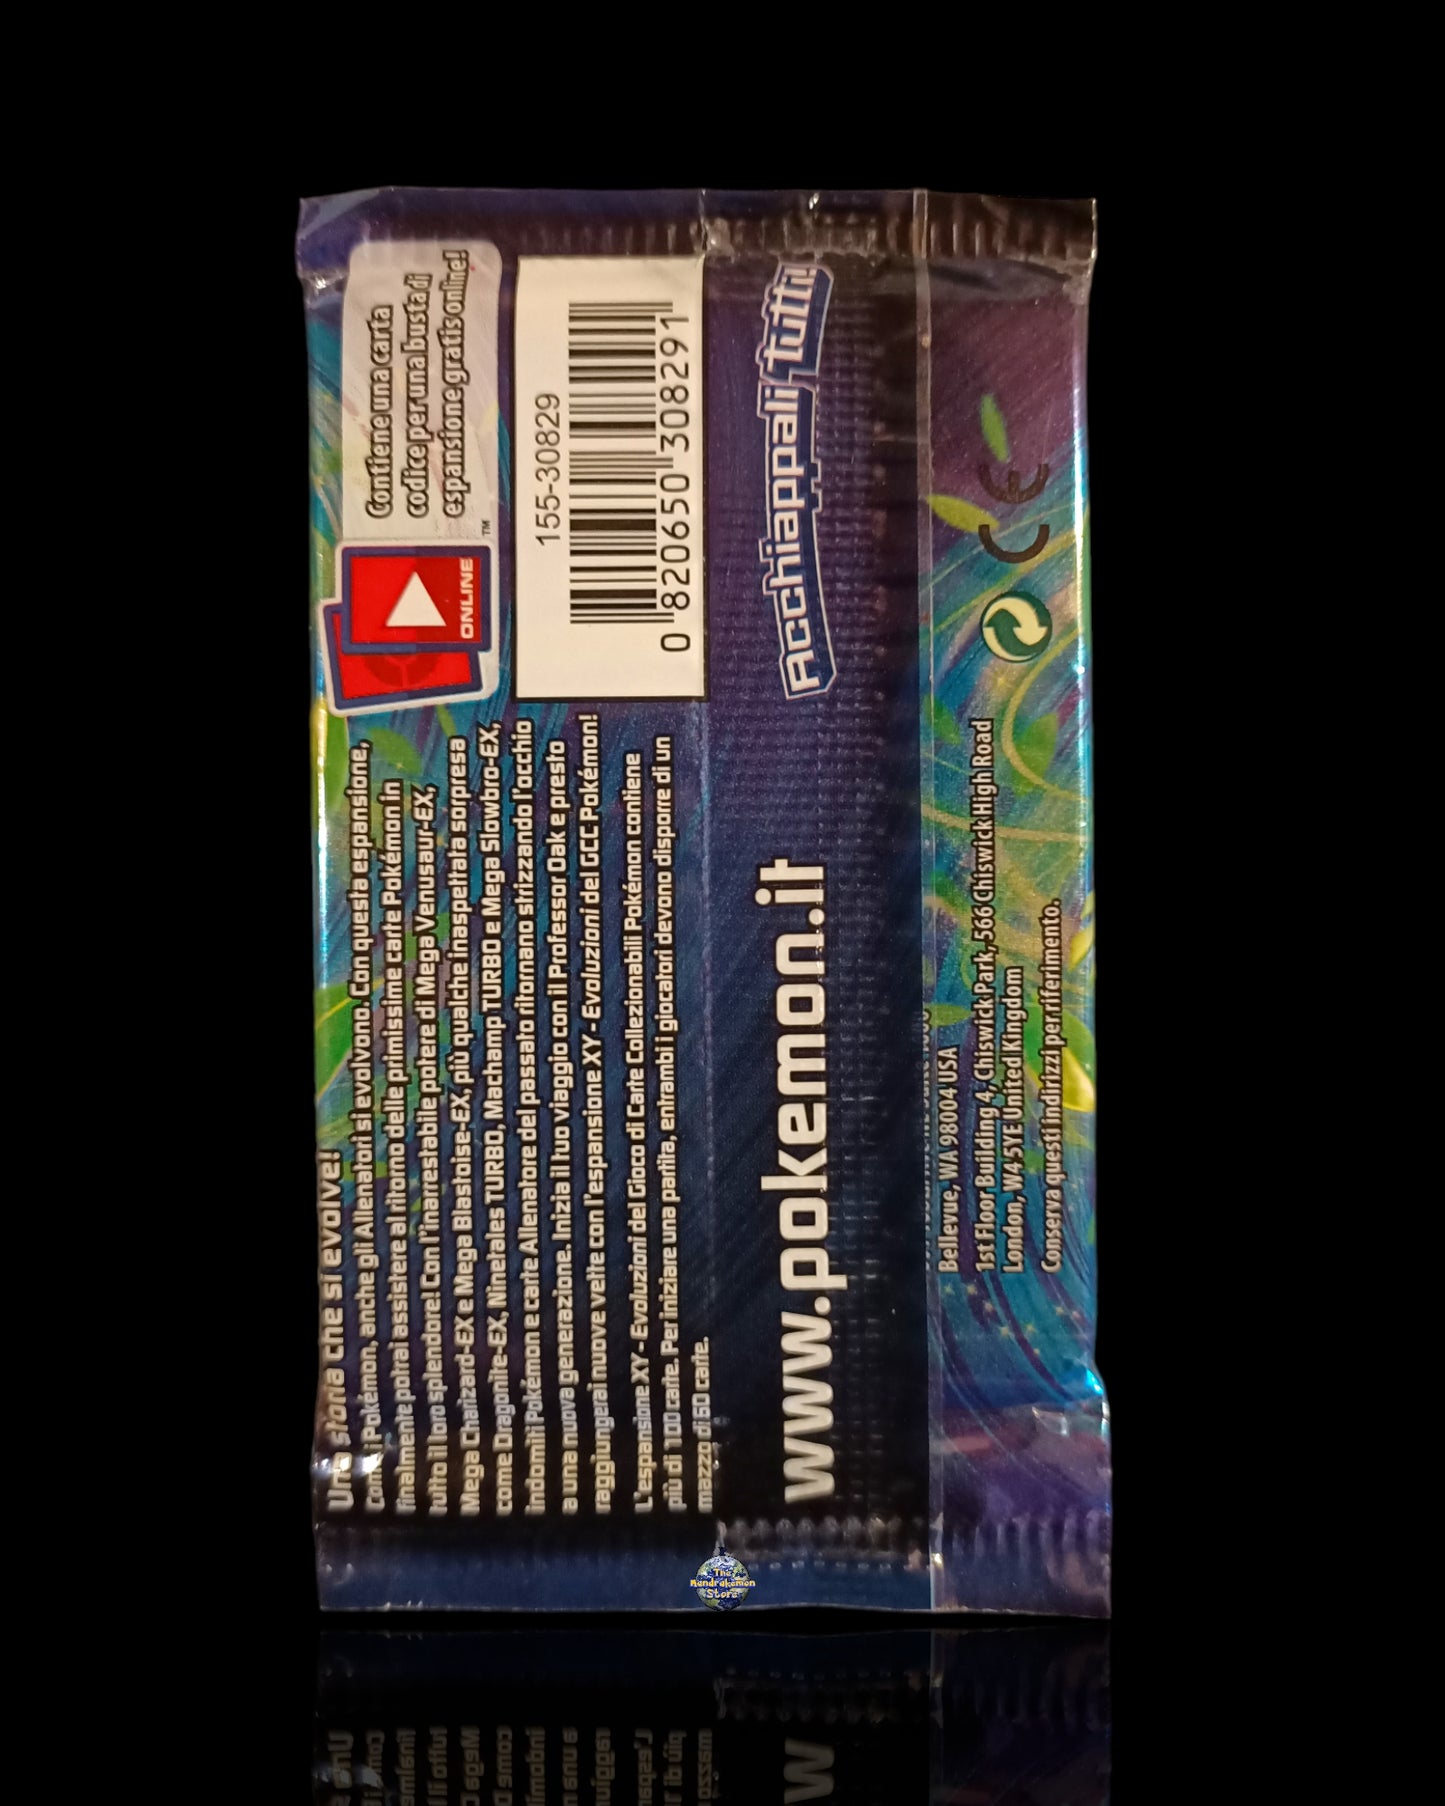 Una storia che si evolve!
Come i Pokémon, anche gli Allenatori si evolvono. Con questa espansione,
finalmente potrai assistere al ritorno delle primissime carte Pokémon in
tutto il loro splendore! Con l'inarrestabile potere di Mega Venusaur-EX,
Mega Charizard-EX e Mega Blastoise-EX, più qualche inaspettata sorpresa
come Dragonite-EX, Ninetales TURBO, Machamp TURBO e Mega Slowbro-EX,
indomiti Pokémon e carte Allenatore del passato ritornano strizzando l'occhio
a una nuova generazione. Inizia il tuo viaggio con il Professor Oak e presto
raggiungerai nuove vette con l'espansione XY - Evoluzioni del GCC Pokémon!
L'espansione XY - Evoluzioni del Gioco di Carte Collezionabili Pokémon contiene
più di 100 carte. Per iniziare una partita, entrambi i giocatori devono disporre di un
mazzo di 60 carte.
ONLINE
TM
Contiene una carta
codice per una busta di
espansione gratis online!
155-30829
0 820650 308291
www.pokemon.it
Acchiappali tutti!
Bellevue, WA 98004 USA
1st Floor Building 4, Chiswick Park, 566 Chiswick High Road
London, W4 5YE United Kingdom
Conserva questi indirizzi per riferimento.
CE
The
Mandrakemon
Store